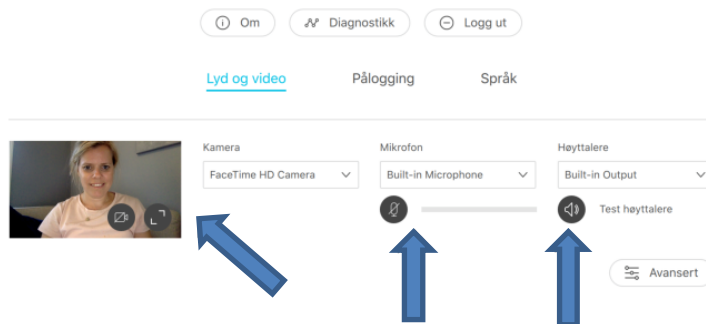 Om Diagnostikk Logg ut
Lyd og video Pålogging Språk
Kamera Mikrofon Høyttalere
FaceTime HD Camera Built-in Microphone Built-in Output
Test høyttalere
Avansert